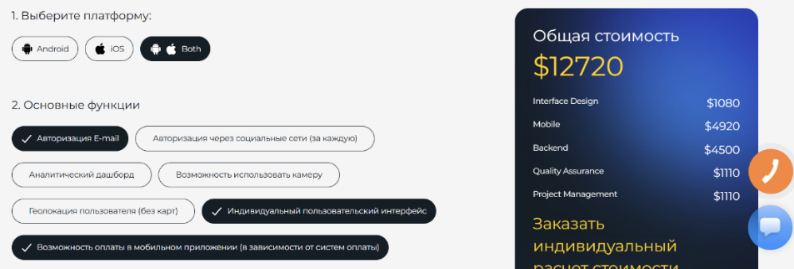 1. Выберите платформу:
Android
iOS
Both
2. Основные функции
Авторизация E-mail
Авторизация через социальные сети (за каждую)
Аналитический дашборд
Возможность использовать камеру
Геолокация пользователя (без карт)
Индивидуальный пользовательский интерфейс
Возможность оплаты в мобильном приложении (в зависимости от систем оплаты)
Общая стоимость
$12720
Interface Design $1080
Mobile $4920
Backend $4500
Quality Assurance $1110
Project Management $1110
Заказать
индивидуальный
расчет стоимости